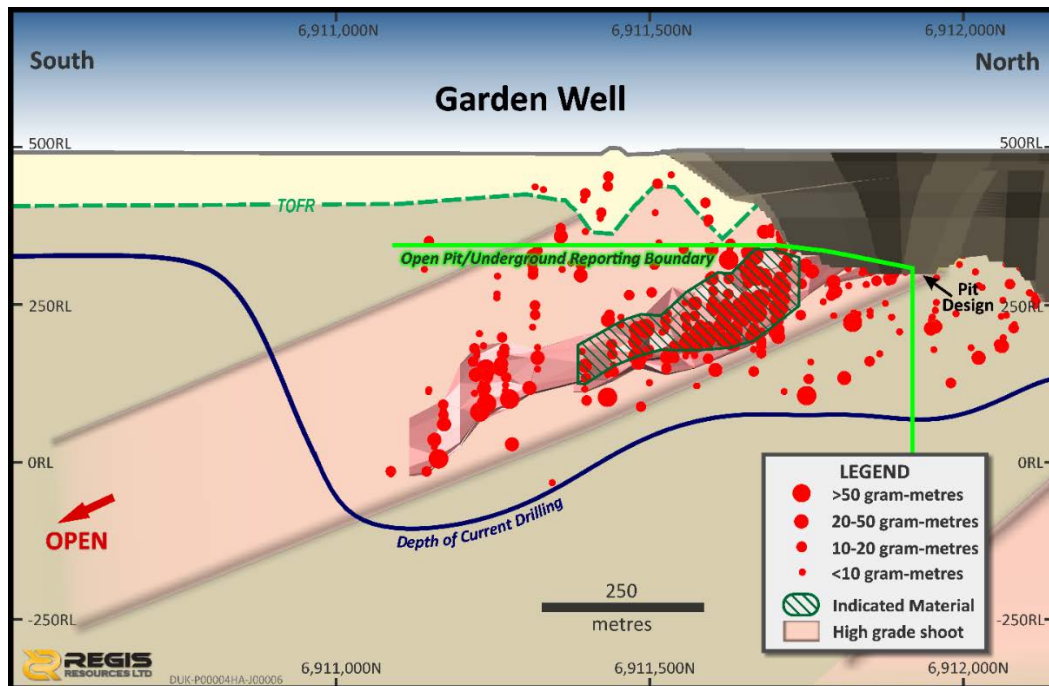 6,911,000N
6,911,500N
6,912,000N
South
North
Garden Well
500RL
500RL
TOFR
Open Pit/Underground Reporting Boundary
250RL
250RL
Pit
Design
0RL
0RL
OPEN
Depth of Current Drilling
LEGEND
>50 gram-metres
20-50 gram-metres
10-20 gram-metres
<10 gram-metres
Indicated Material
High grade shoot
250
metres
-250RL
-250RL
REGIS
RESOURCES LTD
DUK-P00004HA-J00006
6,911,000N
6,911,500N
6,912,000N